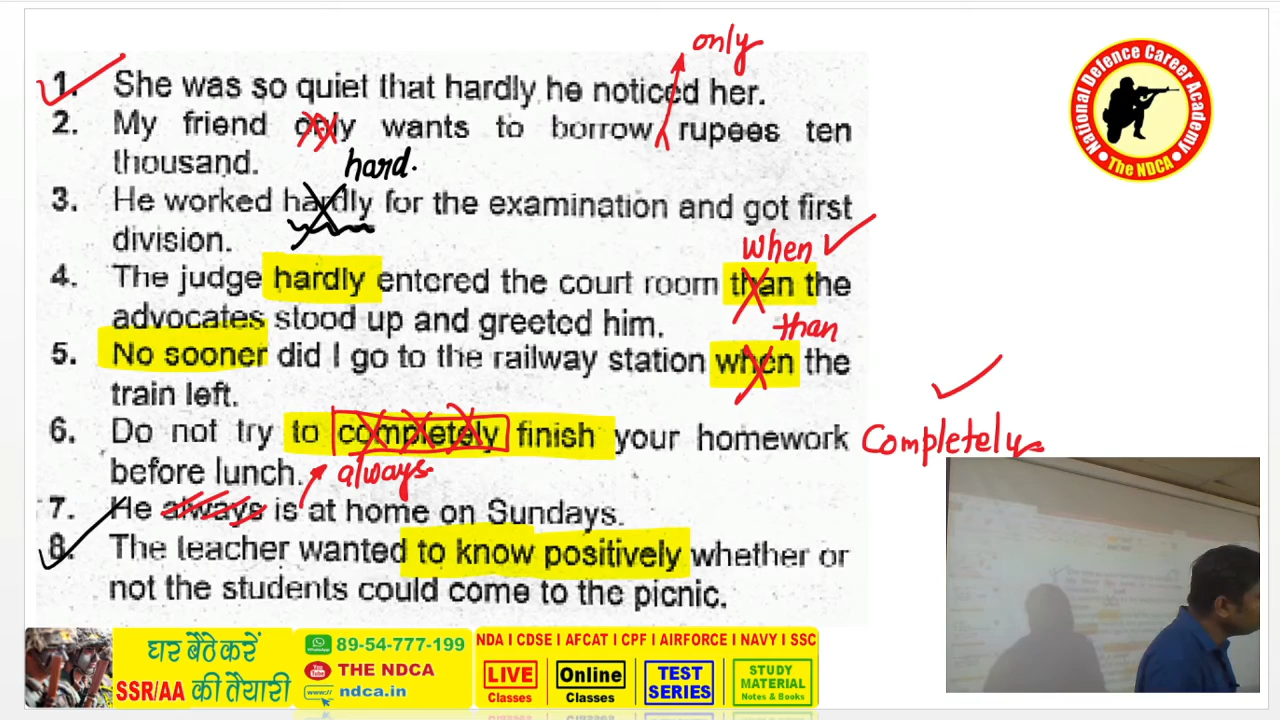 only
1. She was so quiet that hardly he noticed her.
2. My friend only wants to borrow rupees ten
thousand.
hard.
3. He worked hardly for the examination and got first
division.
when
4. The judge hardly entered the court room than the
advocates stood up and greeted him.
than
5. No sooner did I go to the railway station when the
train left.
6. Do not try to completely finish your homework Completely
before lunch.
always
7. He always is at home on Sundays.
8. The teacher wanted to know positively whether or
not the students could come to the picnic.
National Defence Career Academy
The NDCA
घर बैठे करें
SSR/AA की तैयारी
WhatsApp 89-54-777-199
You Tube THE NDCA
www:// ndca.in
NDA I CDSE I AFCAT I CPF I AIRFORCE I NAVY I SSC
LIVE
Classes
Online
Classes
TEST
SERIES
STUDY
MATERIAL
Notes & Books